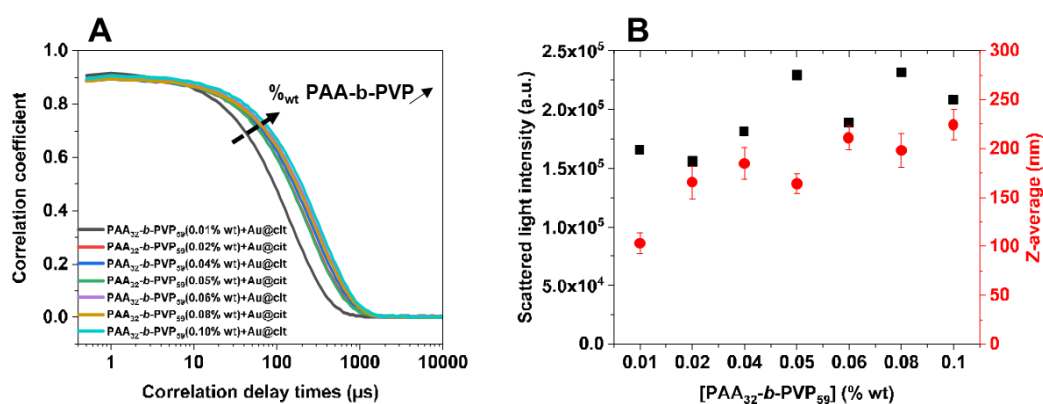 A
B
Correlation coefficient
1.0
0.8
0.6
0.4
0.2
0.0
%wt PAA-b-PVP
PAA32-b-PVP59(0.01% wt)+Au@cit
PAA32-b-PVP59(0.02% wt)+Au@cit
PAA32-b-PVP59(0.04% wt)+Au@cit
PAA32-b-PVP59(0.05% wt)+Au@cit
PAA32-b-PVP59(0.06% wt)+Au@cit
PAA32-b-PVP59(0.08% wt)+Au@cit
PAA32-b-PVP59(0.10% wt)+Au@cit
1 10 100 1000 10000
Correlation delay times (µs)
Scattered light intensity (a.u.)
2.5x10^5
2.0x10^5
1.5x10^5
1.0x10^5
5.0x10^4
0.0
300
250
200
150
100
50
0
Z-average (nm)
0.01 0.02 0.04 0.05 0.06 0.08 0.1
[PAA32-b-PVP59] (% wt)